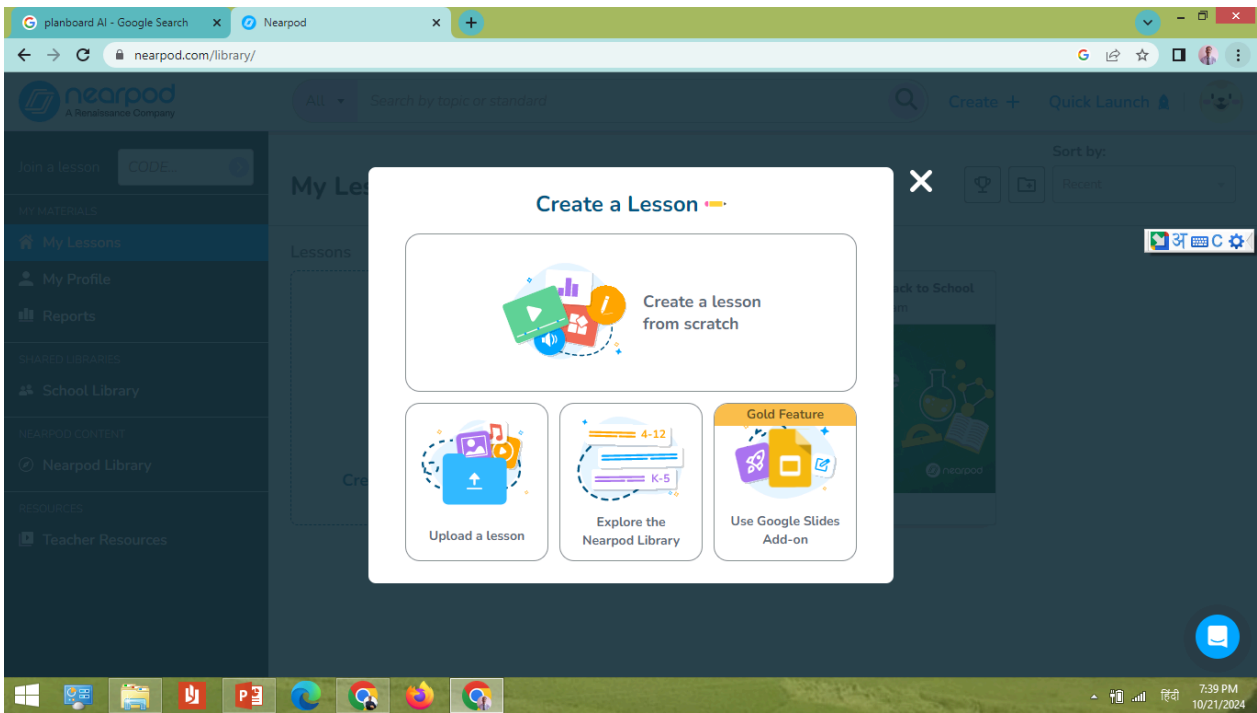 planboard AI - Google Search
Nearpod
nearpod.com/library/
nearpod
A Renaissance Company
All
Search by topic or standard
Create +
Quick Launch
Join a lesson
CODE...
MY MATERIALS
My Lessons
My Profile
Reports
SHARED LIBRARIES
School Library
NEARPOD CONTENT
Nearpod Library
RESOURCES
Teacher Resources
My Les
Sort by:
Recent
Lessons
Cre
ack to School
Create a Lesson
Create a lesson
from scratch
Upload a lesson
4-12
K-5
Explore the
Nearpod Library
Gold Feature
Use Google Slides
Add-on
nearpod
अ
C
हिंदी
7:39 PM
10/21/2024